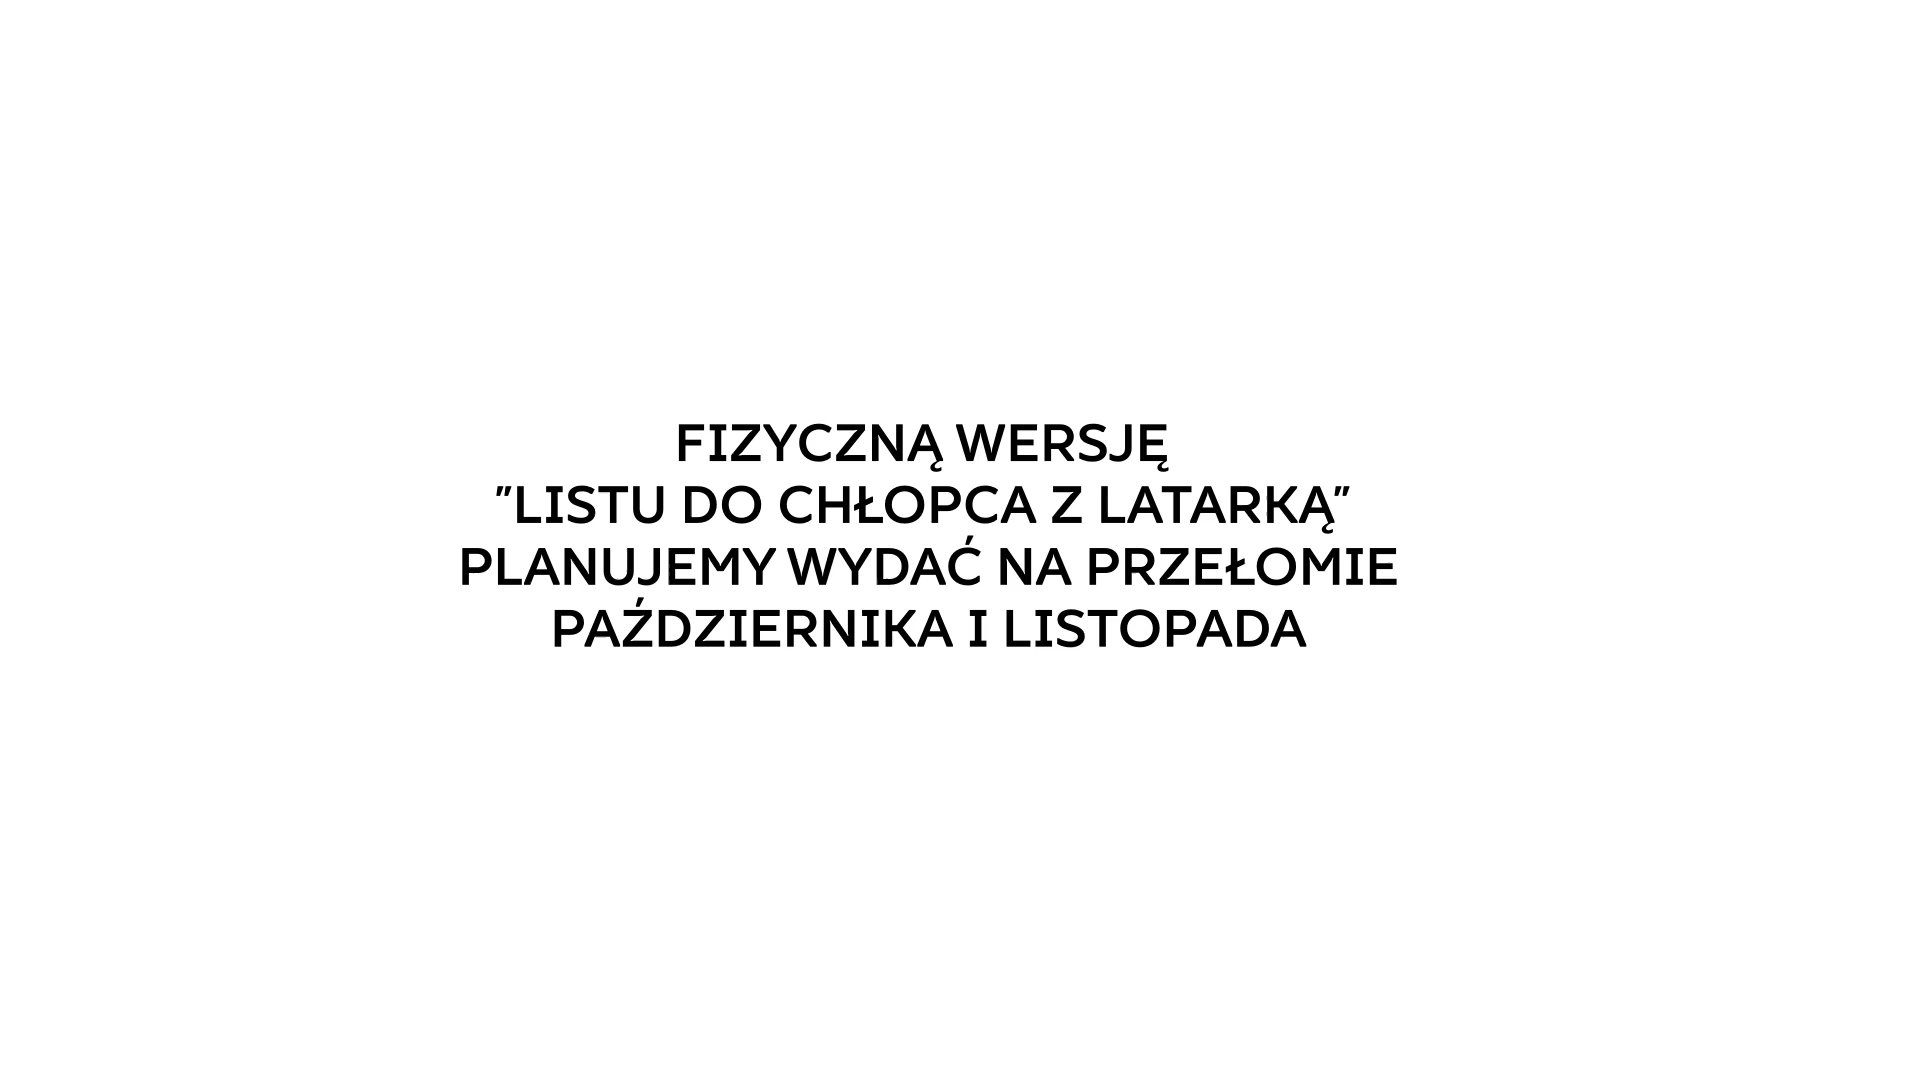 FIZYCZNĄ WERSJĘ
"LISTU DO CHŁOPCA Z LATARKĄ"
PLANUJEMY WYDAĆ NA PRZEŁOMIE
PAŹDZIERNIKA I LISTOPADA